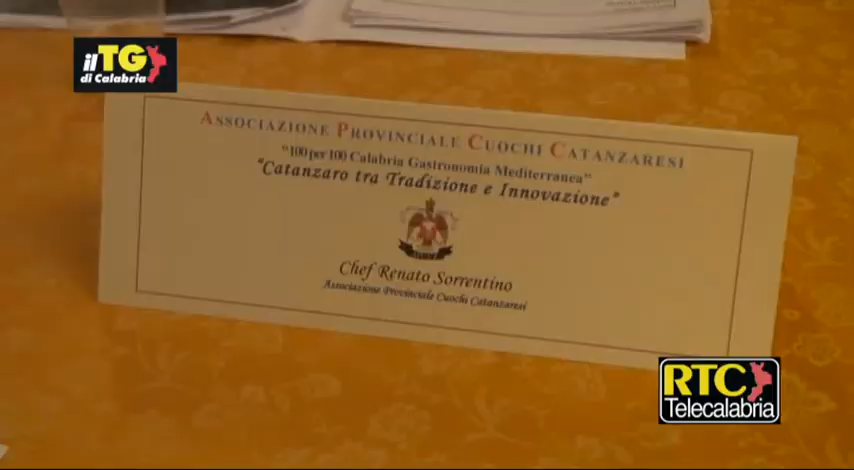 ilTG
di Calabria
ASSOCIAZIONE PROVINCIALE CUOCHI CATANZARESI
"100 per 100 Calabria Gastronomia Mediterranea"
"Catanzaro tra Tradizione e Innovazione"
Chef Renato Sorrentino
Associazione Provinciale Cuochi Catanzaresi
RTC
Telecalabria